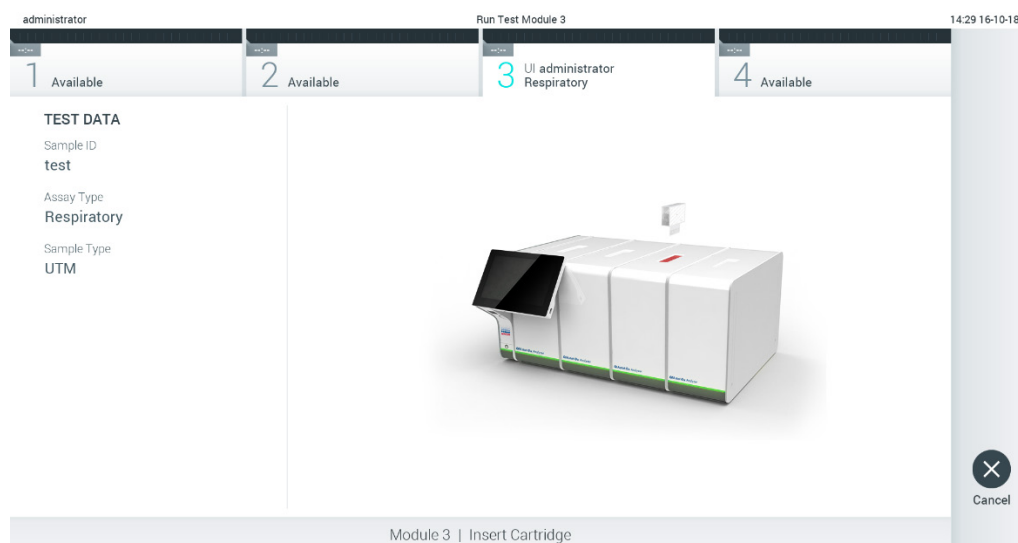 administrator
Run Test Module 3
14:29 16-10-18
--:--
--:--
--:--
--:--
1 Available
2 Available
3 UI administrator
Respiratory
4 Available
TEST DATA
Sample ID
test
Assay Type
Respiratory
Sample Type
UTM
Cancel
Module 3 | Insert Cartridge